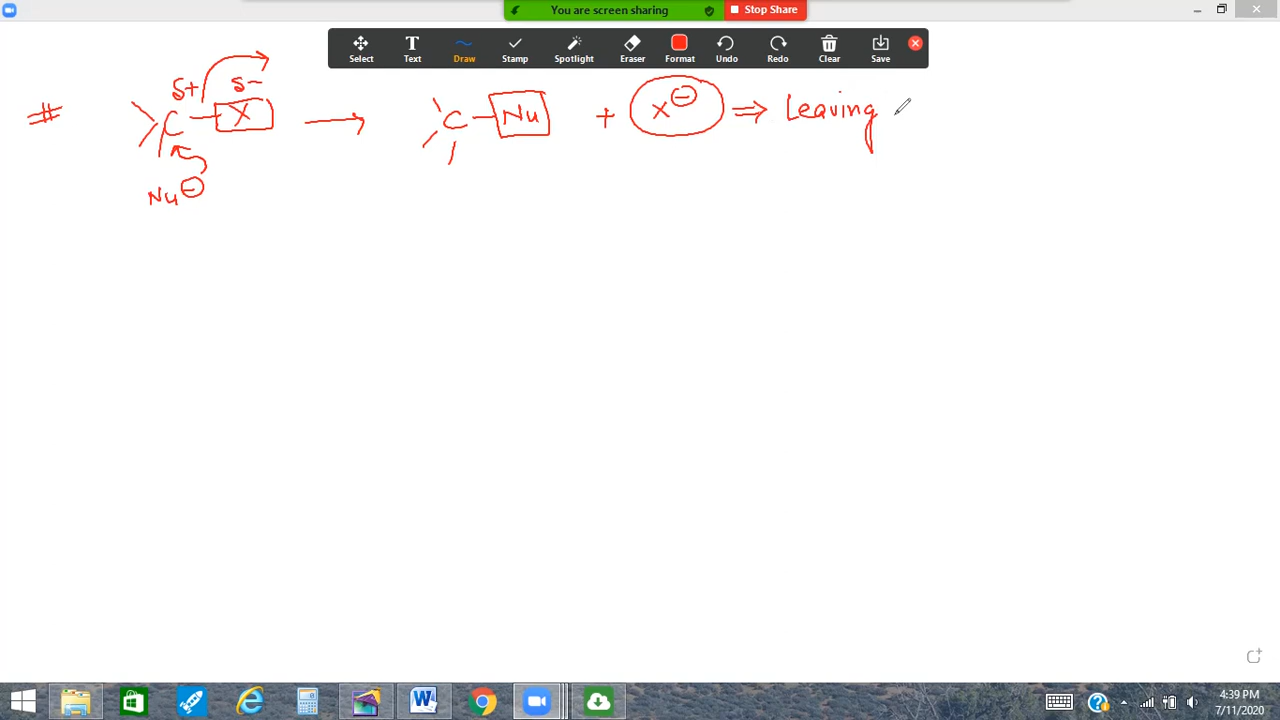 You are screen sharing Stop Share
Select Text Draw Stamp Spotlight Eraser Format Undo Redo Clear Save
# δ+ δ- C - X → C - Nu + X⊖ ⇒ Leaving
Nu⊖
4:39 PM
7/11/2020